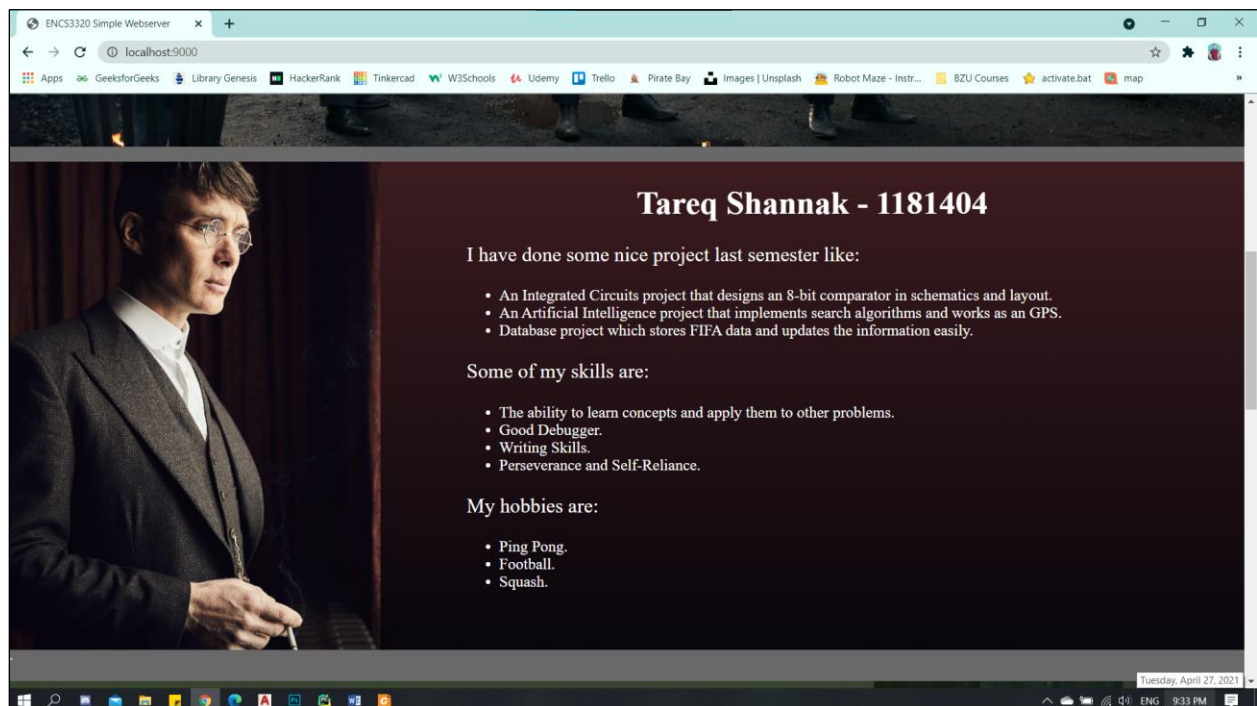 ENCS3320 Simple Webserver
localhost:9000
Apps GeeksforGeeks Library Genesis HackerRank Tinkercad W3Schools Udemy Trello Pirate Bay Images | Unsplash Robot Maze - Instr... BZU Courses activate.bat map »
Tareq Shannak - 1181404
I have done some nice project last semester like:
• An Integrated Circuits project that designs an 8-bit comparator in schematics and layout.
• An Artificial Intelligence project that implements search algorithms and works as an GPS.
• Database project which stores FIFA data and updates the information easily.
Some of my skills are:
• The ability to learn concepts and apply them to other problems.
• Good Debugger.
• Writing Skills.
• Perseverance and Self-Reliance.
My hobbies are:
• Ping Pong.
• Football.
• Squash.
Tuesday, April 27, 2021
ENG 9:33 PM